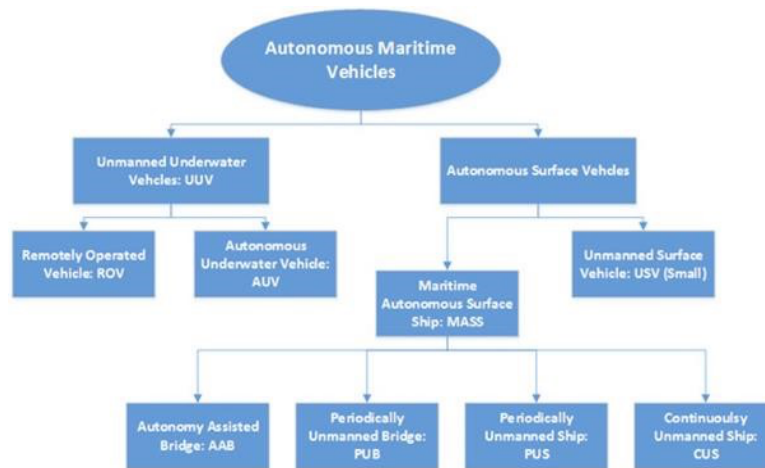 Autonomous Maritime
Vehicles
Unmanned Underwater
Vehcles: UUV
Autonomous Surface Vehcles
Remotely Operated
Vehicle: ROV
Autonomous
Underwater Vehicle:
AUV
Unmanned Surface
Vehicle: USV (Small)
Maritime
Autonomous Surface
Ship: MASS
Autonomy Assisted
Bridge: AAB
Periodically
Unmanned Bridge:
PUB
Periodically
Unmanned Ship:
PUS
Continuoulsy
Unmanned Ship:
CUS